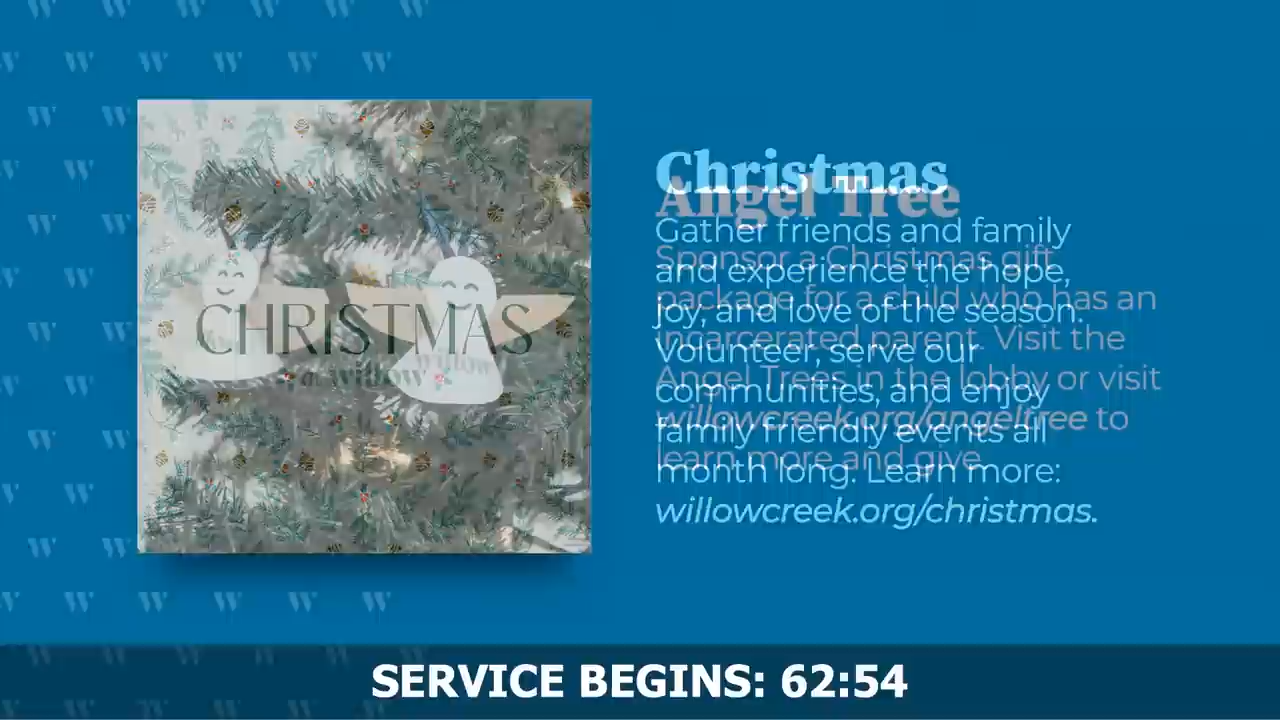 CHRISTMAS
willow
Christmas
Gather friends and family
and experience the hope,
joy, and love of the season.
Volunteer, serve our
communities, and enjoy
family friendly events all
month long. Learn more:
willowcreek.org/christmas.
Angel Tree
Sponsor a Christmas gift
package for a child who has an
incarcerated parent. Visit the
Angel Trees in the lobby or visit
willowcreek.org/angeltree to
learn more and give.
SERVICE BEGINS: 62:54